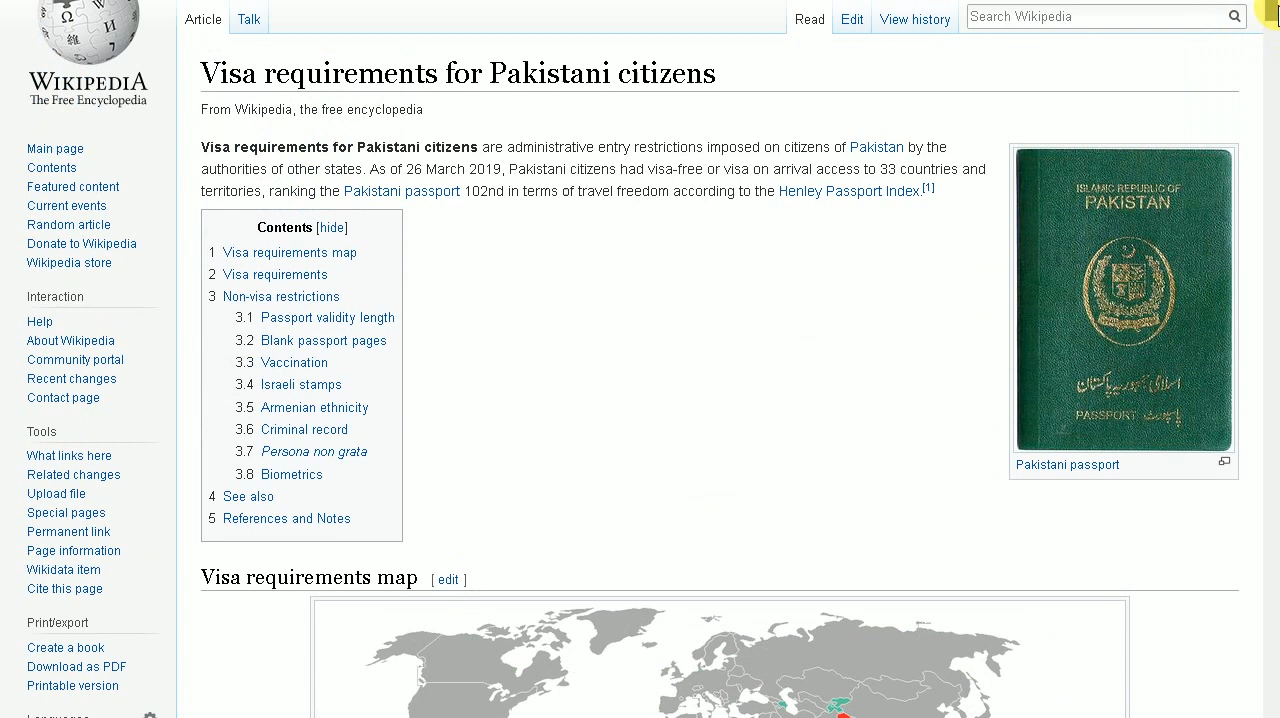 WIKIPEDIA
The Free Encyclopedia
Main page
Contents
Featured content
Current events
Random article
Donate to Wikipedia
Wikipedia store
Interaction
Help
About Wikipedia
Community portal
Recent changes
Contact page
Tools
What links here
Related changes
Upload file
Special pages
Permanent link
Page information
Wikidata item
Cite this page
Print/export
Create a book
Download as PDF
Printable version
Languages
Article Talk
Read Edit View history Search Wikipedia
Visa requirements for Pakistani citizens
From Wikipedia, the free encyclopedia
Visa requirements for Pakistani citizens are administrative entry restrictions imposed on citizens of Pakistan by the
authorities of other states. As of 26 March 2019, Pakistani citizens had visa-free or visa on arrival access to 33 countries and
territories, ranking the Pakistani passport 102nd in terms of travel freedom according to the Henley Passport Index.[1]
Contents [hide]
1 Visa requirements map
2 Visa requirements
3 Non-visa restrictions
3.1 Passport validity length
3.2 Blank passport pages
3.3 Vaccination
3.4 Israeli stamps
3.5 Armenian ethnicity
3.6 Criminal record
3.7 Persona non grata
3.8 Biometrics
4 See also
5 References and Notes
ISLAMIC REPUBLIC OF
PAKISTAN
اسلامی جمہوریہ پاکستان
PASSPORT پاسپورٹ
Pakistani passport
Visa requirements map [ edit ]